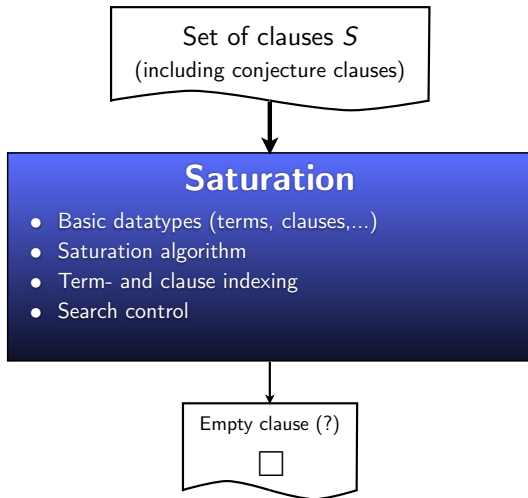 Set of clauses S
(including conjecture clauses)
Saturation
• Basic datatypes (terms, clauses,...)
• Saturation algorithm
• Term- and clause indexing
• Search control
Empty clause (?)
□